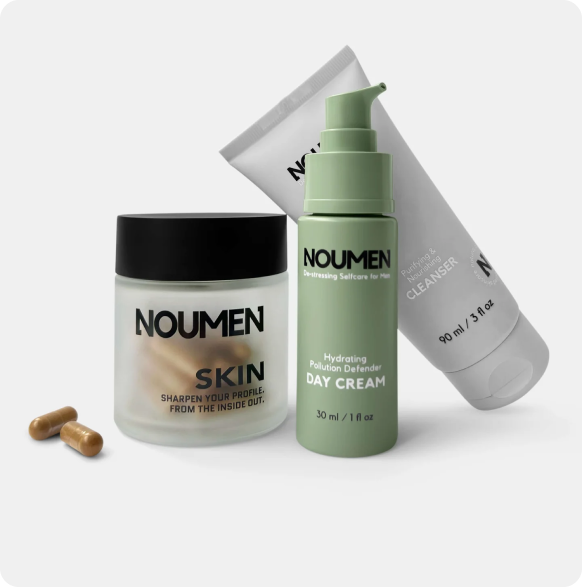 NOUMEN
SKIN
SHARPEN YOUR PROFILE.
FROM THE INSIDE OUT.
NOUMEN
De-stressing Selfcare for Men
Hydrating
Pollution Defender
DAY CREAM
30 ml / 1 fl oz
Purifying &
Nourishing
CLEANSER
90 ml / 3 fl oz